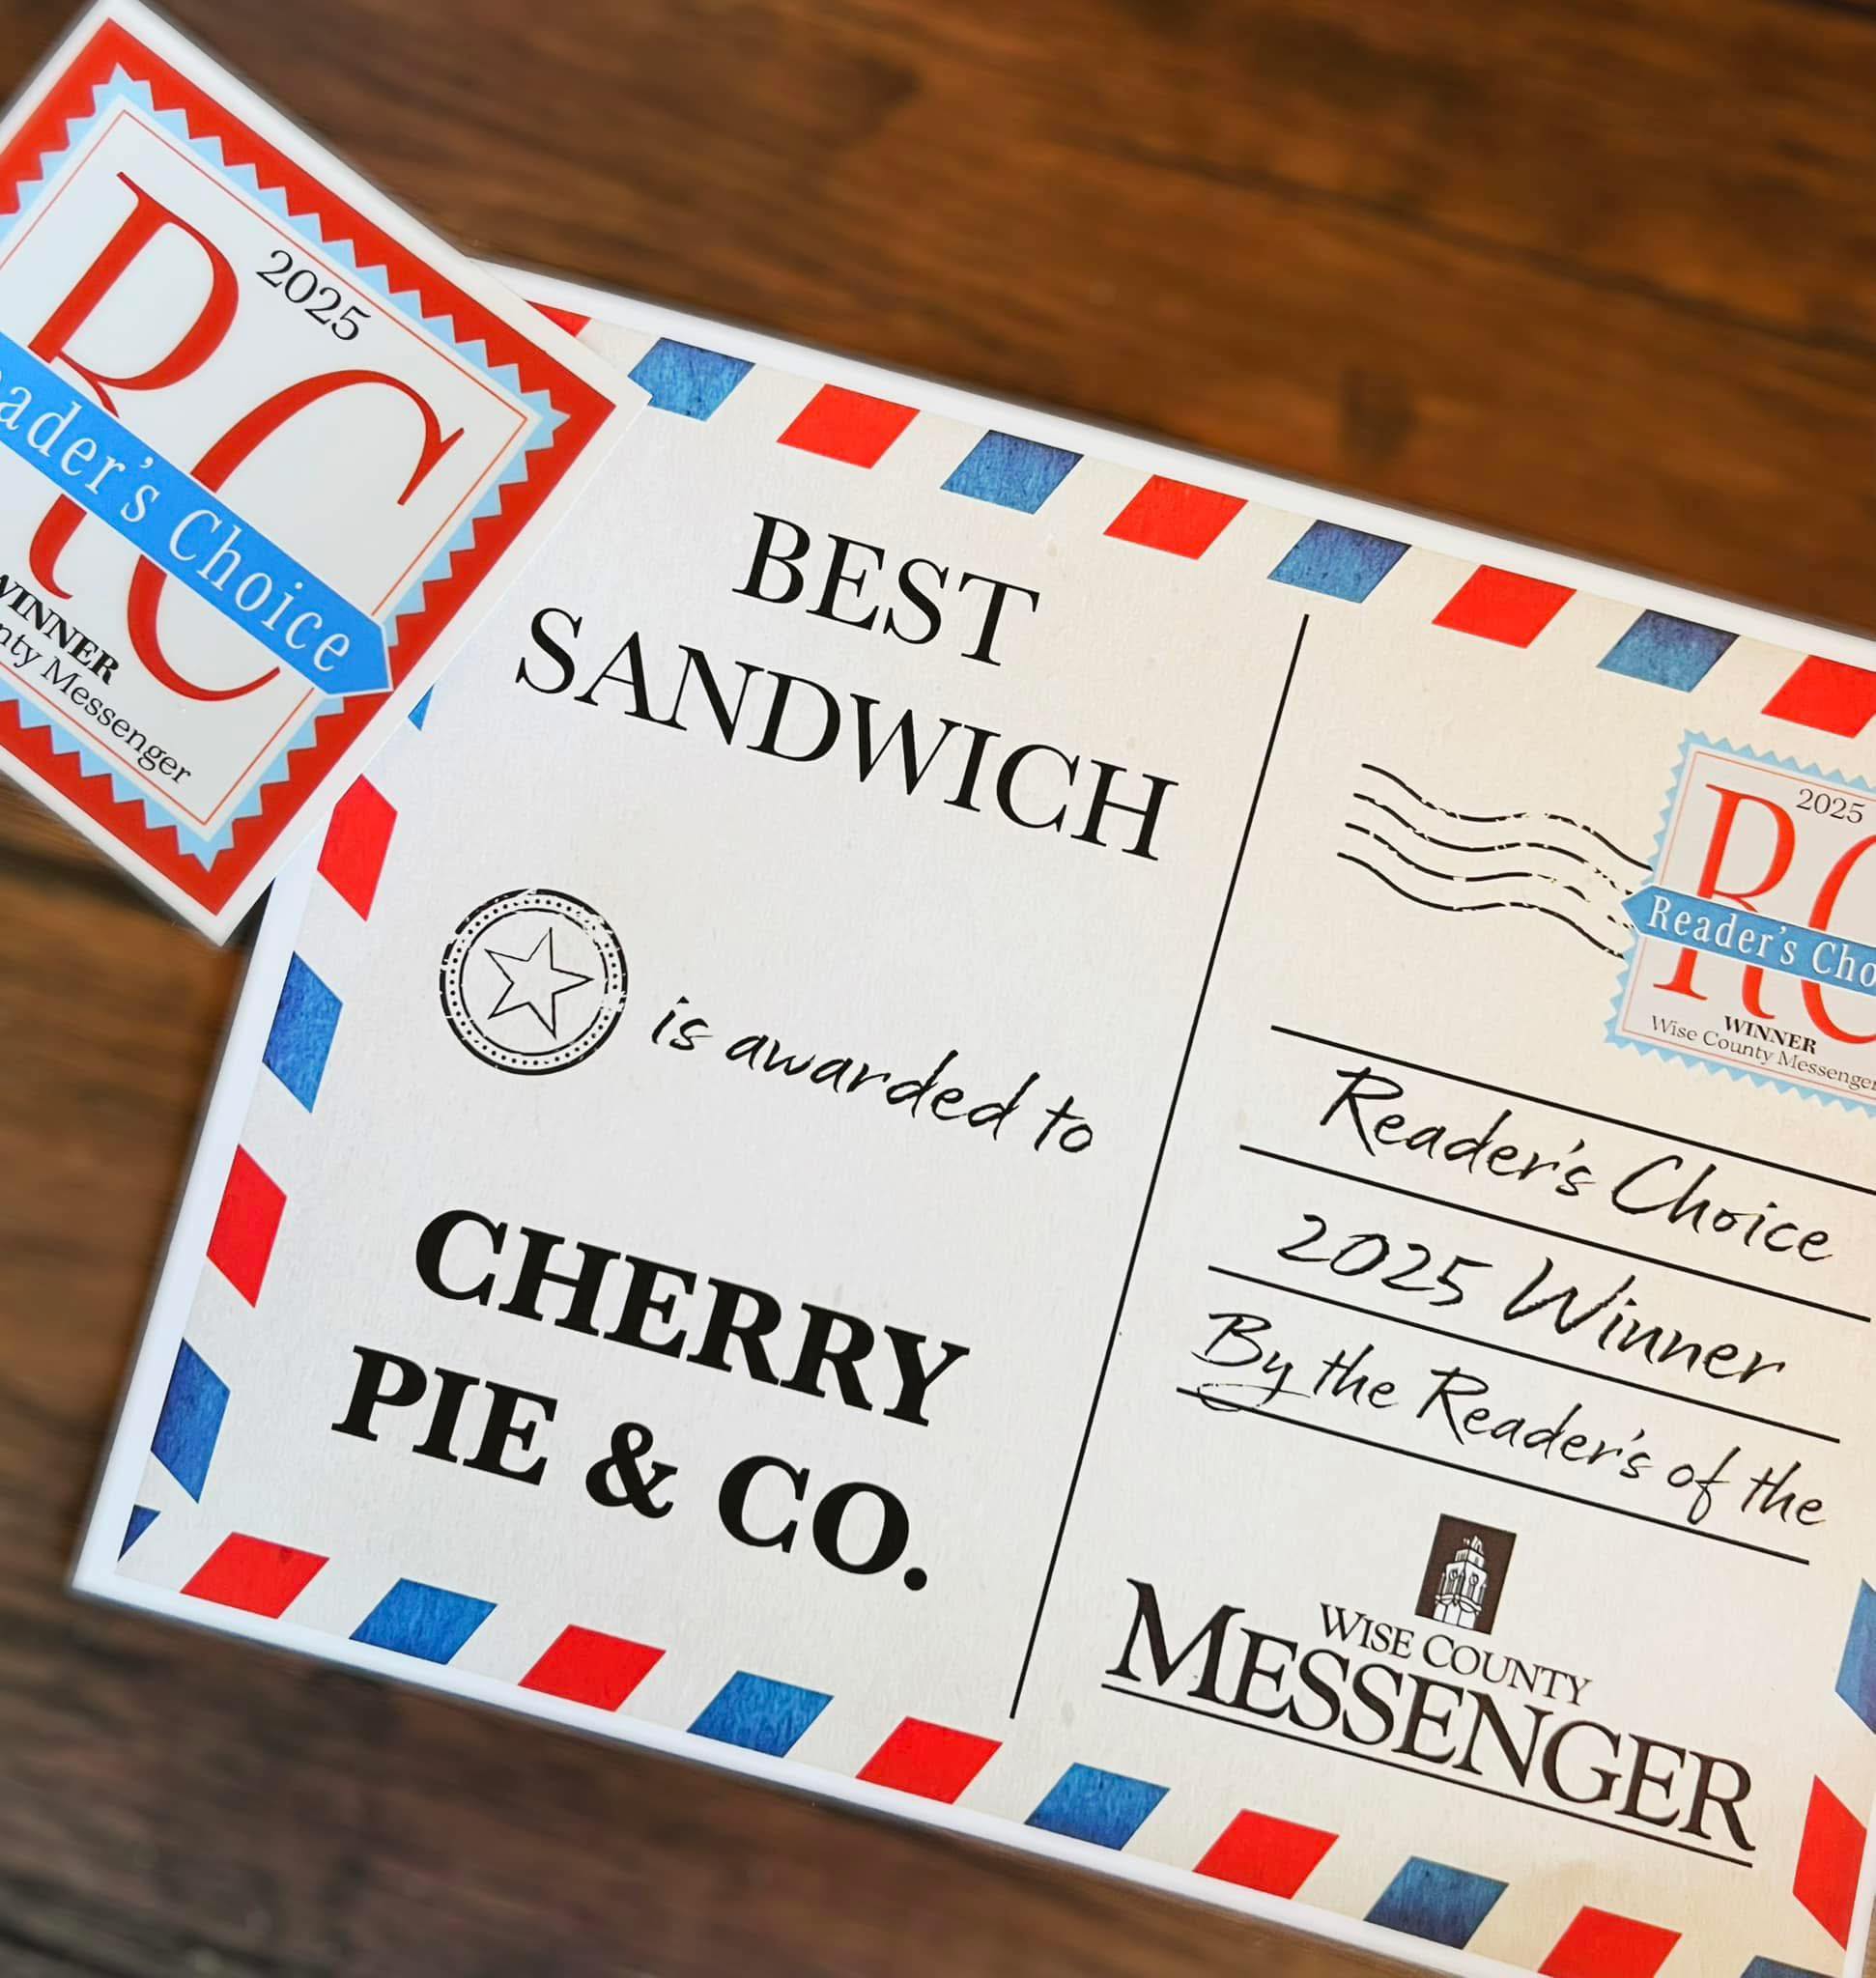 2025
RC
Reader's Choice
WINNER
Messenger
BEST
SANDWICH
is awarded to
CHERRY
PIE & CO.
2025
RC
Reader's
WINNER
Wise County Messenger
Reader's Choice
2025 Winner
By the Reader's of the
WISE COUNTY
MESSENGER